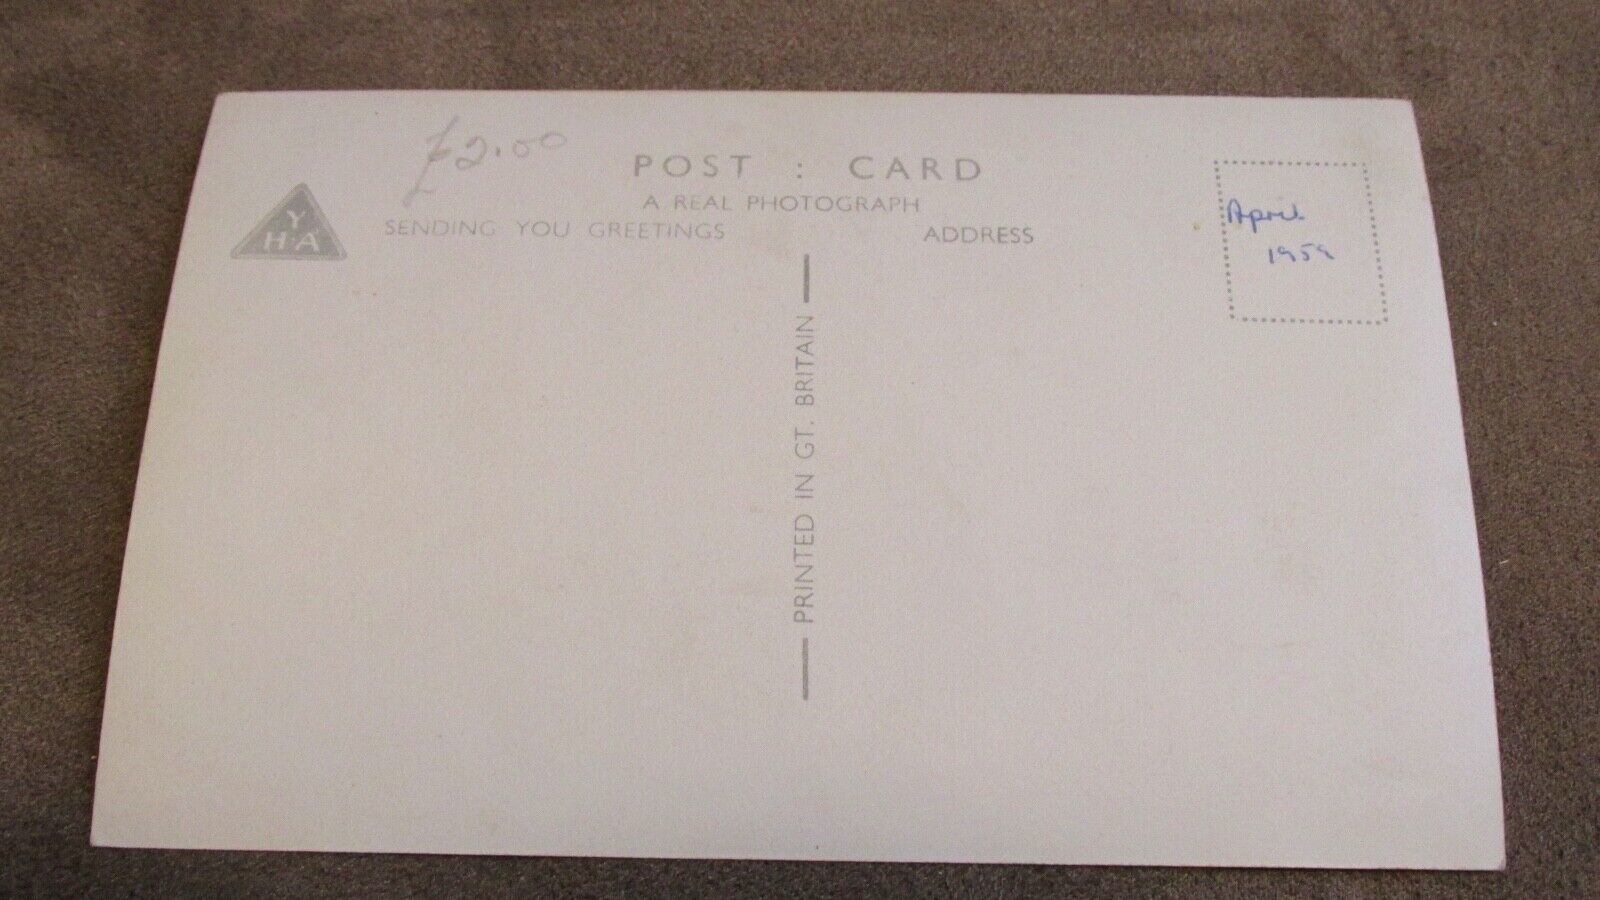 £2.00
POST : CARD
A REAL PHOTOGRAPH
Y
HA
SENDING YOU GREETINGS
ADDRESS
April
1959
PRINTED IN GT. BRITAIN